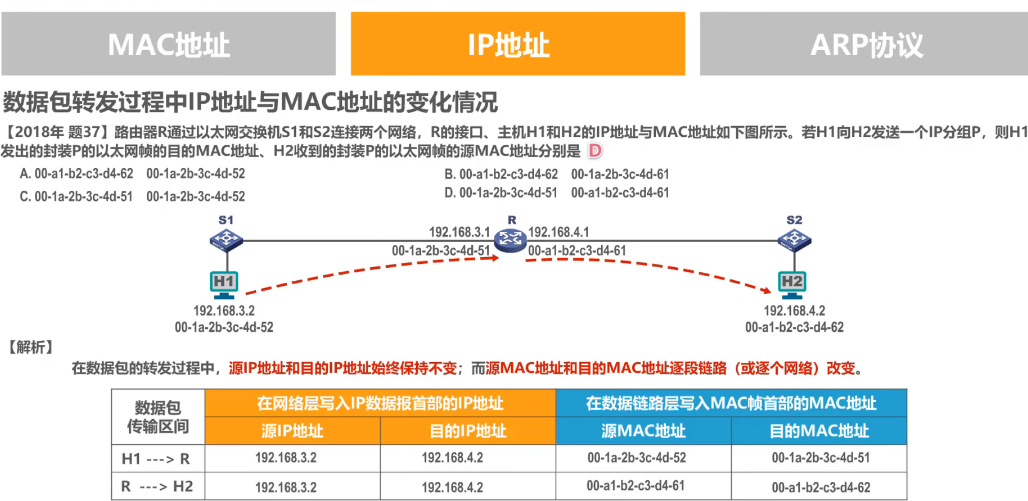 MAC地址
IP地址
ARP协议
数据包转发过程中IP地址与MAC地址的变化情况
【2018年 题37】路由器R通过以太网交换机S1和S2连接两个网络，R的接口、主机H1和H2的IP地址与MAC地址如下图所示。若H1向H2发送一个IP分组P，则H1
发出的封装P的以太网帧的目的MAC地址、H2收到的封装P的以太网帧的源MAC地址分别是 D
A. 00-a1-b2-c3-d4-62 00-1a-2b-3c-4d-52
B. 00-a1-b2-c3-d4-62 00-1a-2b-3c-4d-61
C. 00-1a-2b-3c-4d-51 00-1a-2b-3c-4d-52
D. 00-1a-2b-3c-4d-51 00-a1-b2-c3-d4-61
S1
R
S2
192.168.3.1
192.168.4.1
00-1a-2b-3c-4d-51
00-a1-b2-c3-d4-61
H1
H2
192.168.3.2
192.168.4.2
00-1a-2b-3c-4d-52
00-a1-b2-c3-d4-62
【解析】
在数据包的转发过程中，源IP地址和目的IP地址始终保持不变；而源MAC地址和目的MAC地址逐段链路（或逐个网络）改变。
数据包
传输区间
在网络层写入IP数据报首部的IP地址
在数据链路层写入MAC帧首部的MAC地址
源IP地址
目的IP地址
源MAC地址
目的MAC地址
H1 ---> R
192.168.3.2
192.168.4.2
00-1a-2b-3c-4d-52
00-1a-2b-3c-4d-51
R ---> H2
192.168.3.2
192.168.4.2
00-a1-b2-c3-d4-61
00-a1-b2-c3-d4-62